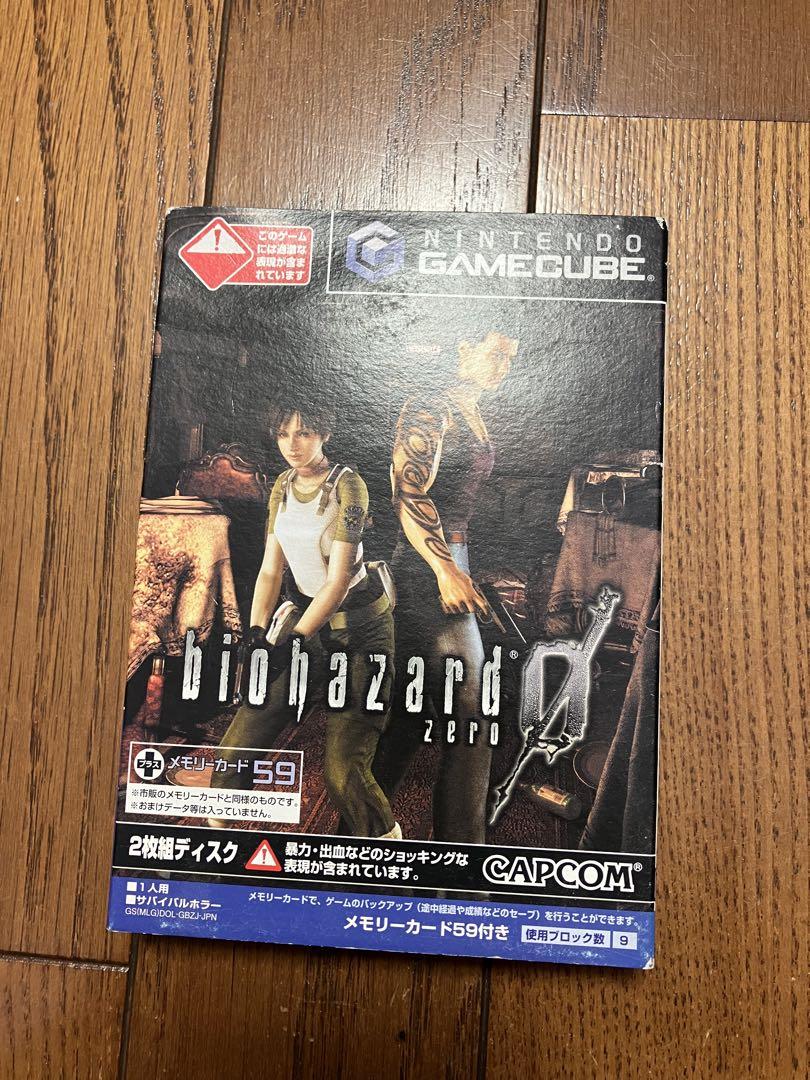 このゲーム
には過激な
表現が含ま
れています
NINTENDO
GAMECUBE®
biohazard®
zero
0
プラス メモリーカード59
※市販のメモリーカードと同様のものです。
※おまけデータ等は入っていません。
2枚組ディスク
暴力・出血などのショッキングな
表現が含まれています。
CAPCOM®
■1人用
■サバイバルホラー
GS(MLG)DOL-GBZJ-JPN
メモリーカードで、ゲームのバックアップ（途中経過や成績などのセーブ）を行うことができます。
メモリーカード59付き 使用ブロック数 9